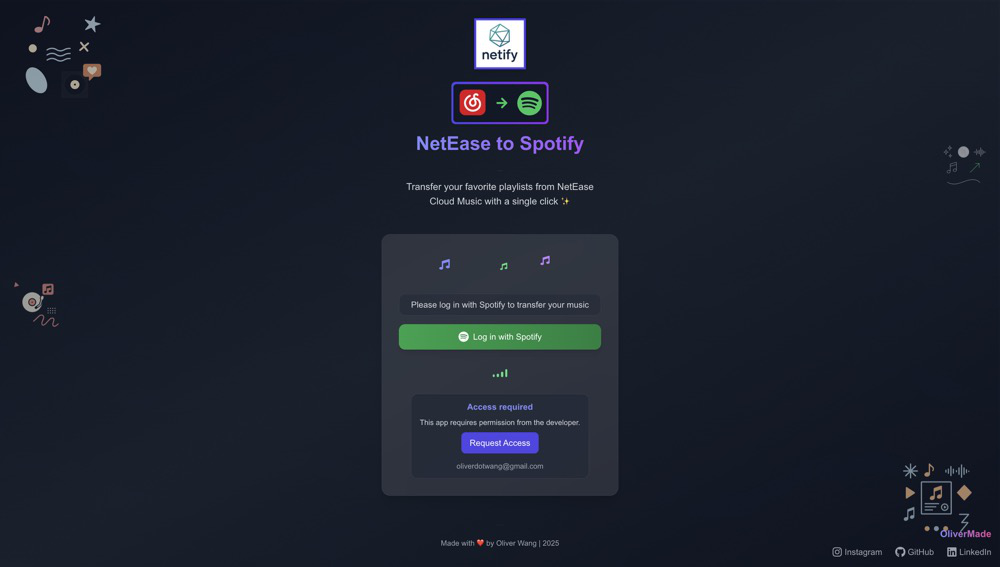 netify
NetEase to Spotify
Transfer your favorite playlists from NetEase
Cloud Music with a single click ✨
Please log in with Spotify to transfer your music
Log in with Spotify
Access required
This app requires permission from the developer.
Request Access
oliverdotwang@gmail.com
Made with ❤️ by Oliver Wang | 2025
OliverMade
Instagram GitHub LinkedIn